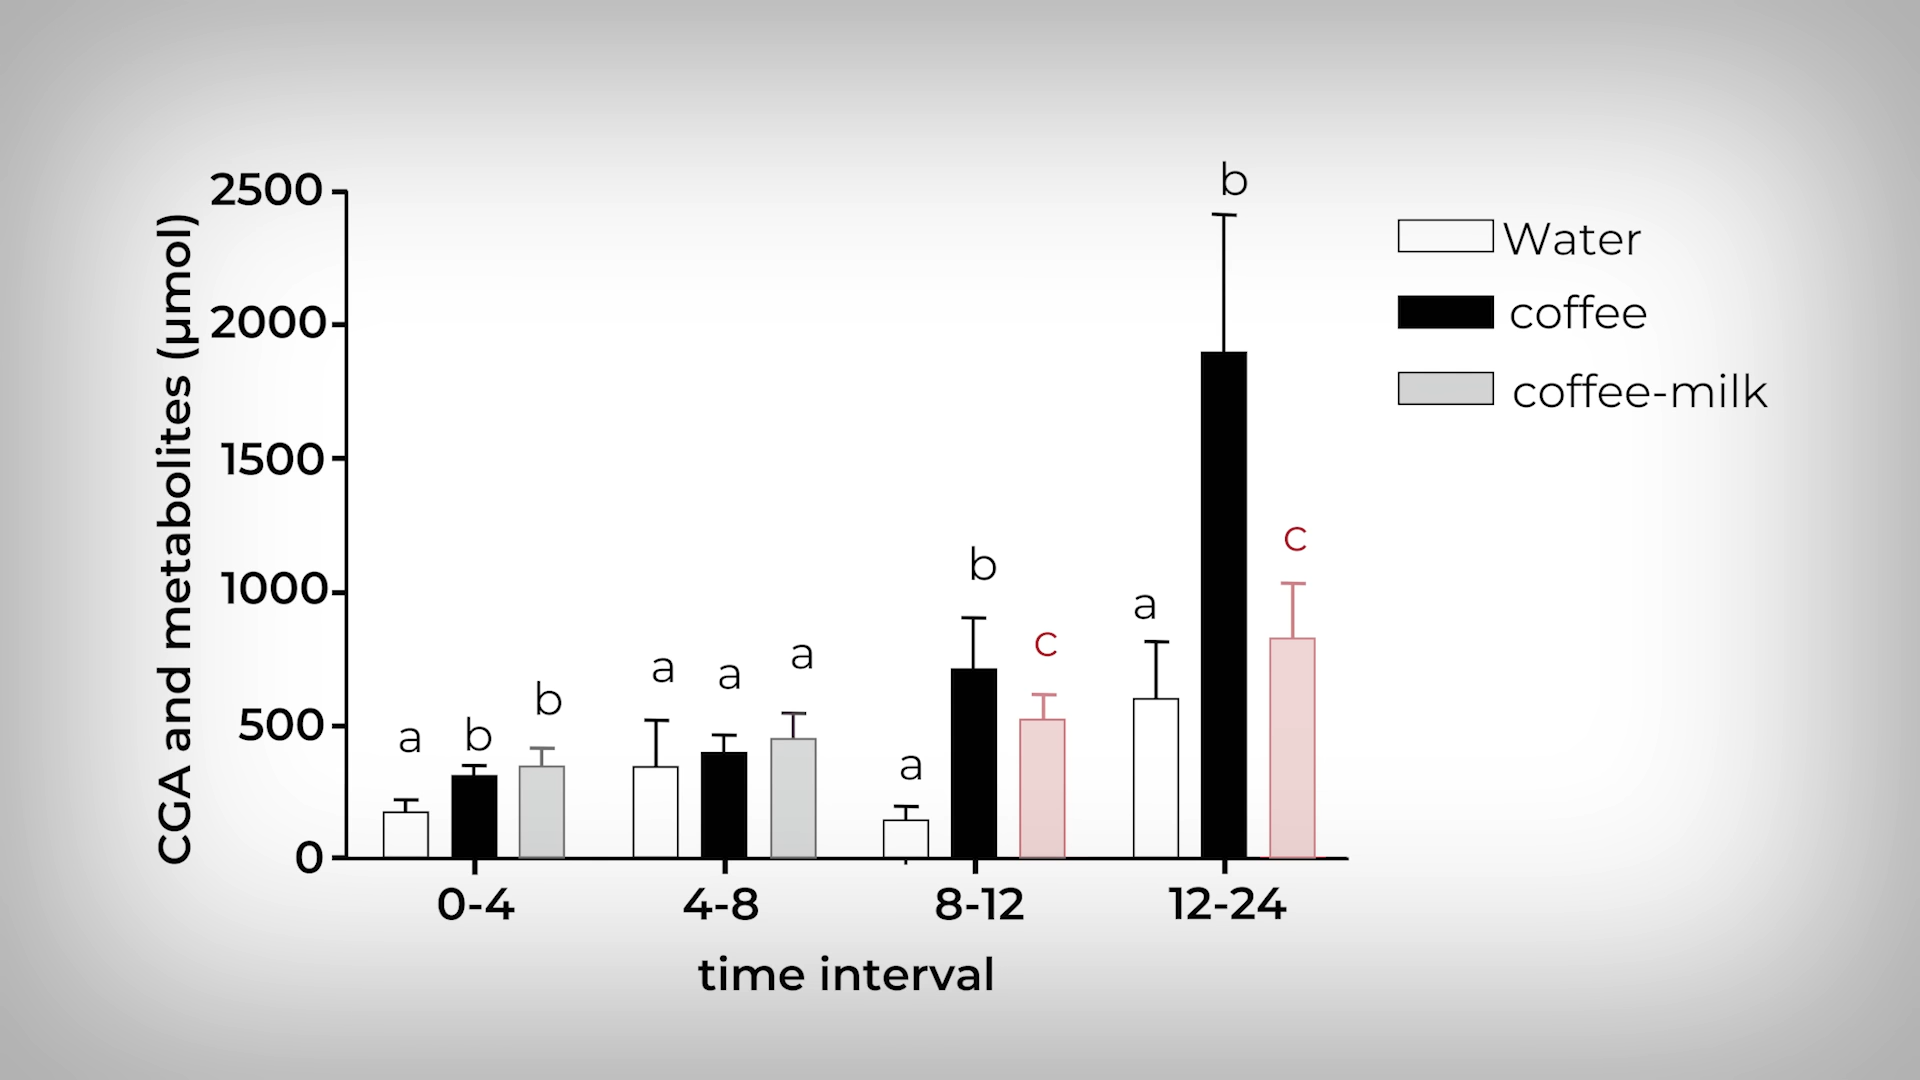 CGA and metabolites (µmol)
2500
2000
1500
1000
500
0
a
b
b
a
a
a
a
b
c
a
b
c
0-4
4-8
8-12
12-24
time interval
Water
coffee
coffee-milk